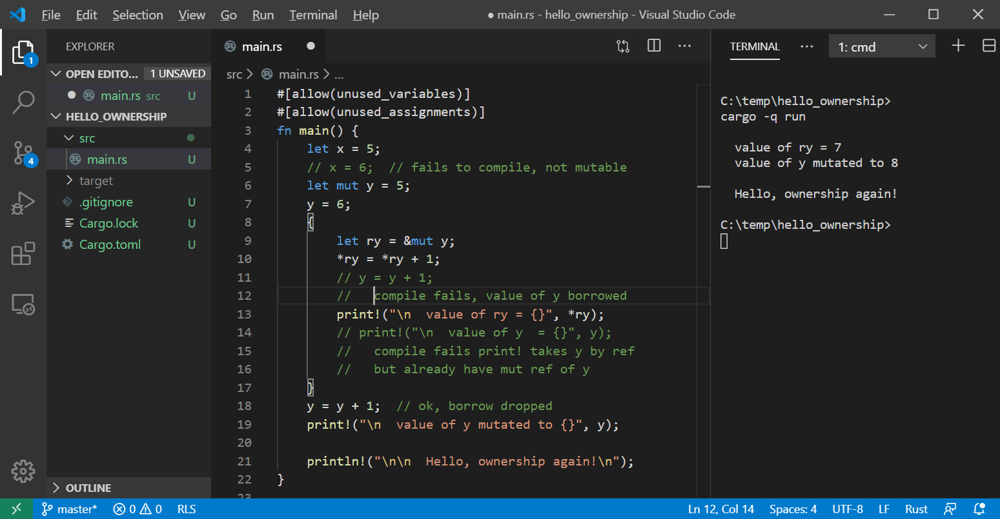 File Edit Selection View Go Run Terminal Help ● main.rs - hello_ownership - Visual Studio Code
1
4
EXPLORER
OPEN EDITO... 1 UNSAVED
main.rs src U
HELLO_OWNERSHIP
src
main.rs U
target
.gitignore U
Cargo.lock U
Cargo.toml U
OUTLINE
main.rs
src > main.rs > ...
1 #[allow(unused_variables)]
2 #[allow(unused_assignments)]
3 fn main() {
4     let x = 5;
5     // x = 6;  // fails to compile, not mutable
6     let mut y = 5;
7     y = 6;
8     {
9         let ry = &mut y;
10         *ry = *ry + 1;
11         // y = y + 1;
12         //   compile fails, value of y borrowed
13         print!("\n  value of ry = {}", *ry);
14         // print!("\n  value of y  = {}", y);
15         //   compile fails print! takes y by ref
16         //   but already have mut ref of y
17     }
18     y = y + 1;  // ok, borrow dropped
19     print!("\n  value of y mutated to {}", y);
20
21     println!("\n\n  Hello, ownership again!\n");
22 }
23
TERMINAL ... 1: cmd
C:\temp\hello_ownership>
cargo -q run
value of ry = 7
value of y mutated to 8
Hello, ownership again!
C:\temp\hello_ownership>
master* 0 0 RLS Ln 12, Col 14 Spaces: 4 UTF-8 LF Rust